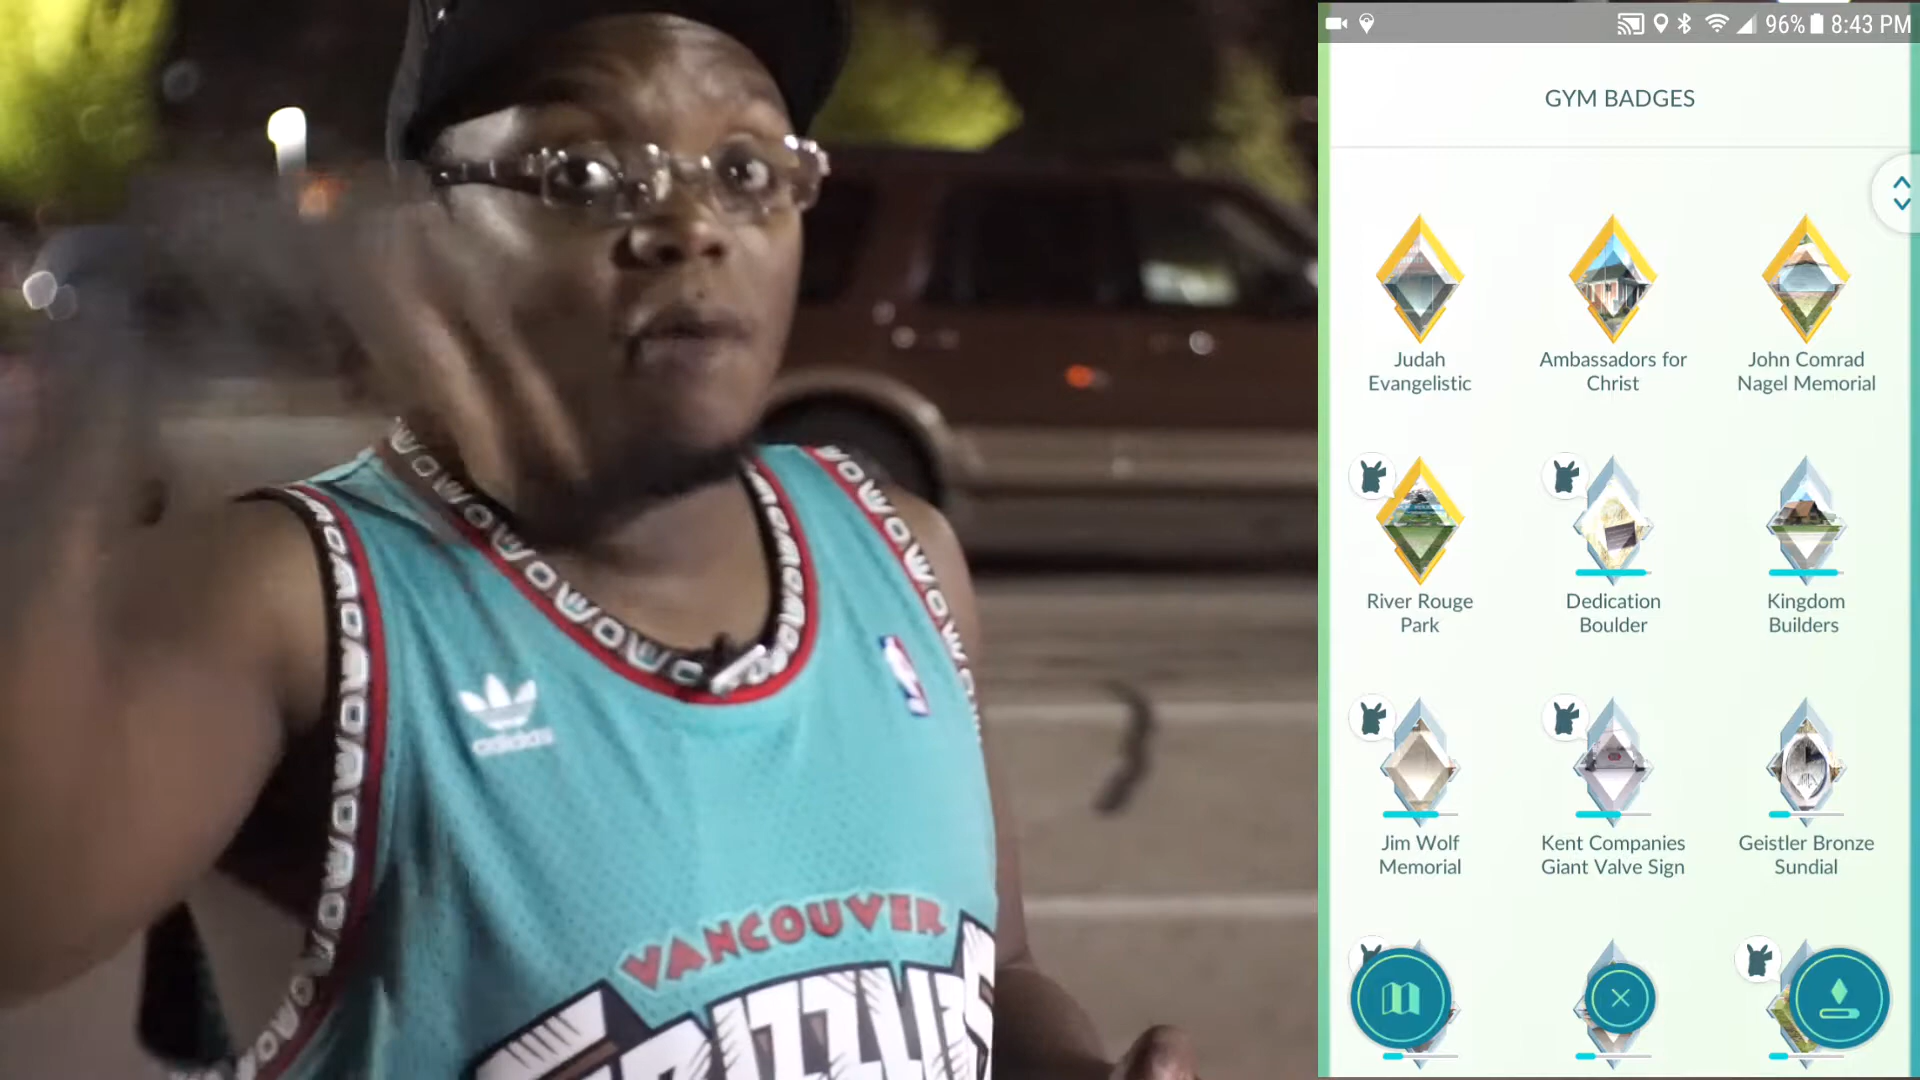 96% 8:43 PM
GYM BADGES
Judah
Evangelistic
Ambassadors for
Christ
John Comrad
Nagel Memorial
River Rouge
Park
Dedication
Boulder
Kingdom
Builders
Jim Wolf
Memorial
Kent Companies
Giant Valve Sign
Geistler Bronze
Sundial
adidas
VANCOUVER
GRIZZLIES